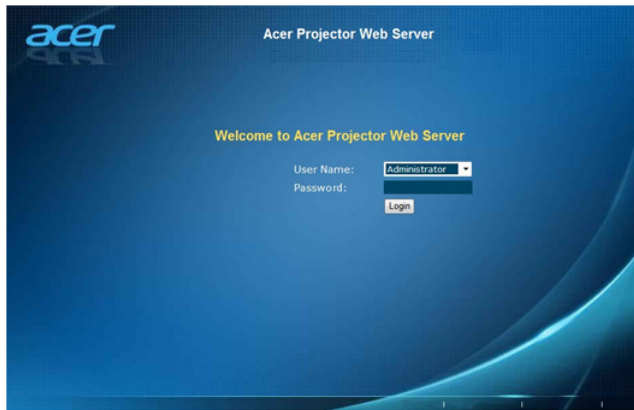 acer
Acer Projector Web Server
Welcome to Acer Projector Web Server
User Name: Administrator
Password:
Login